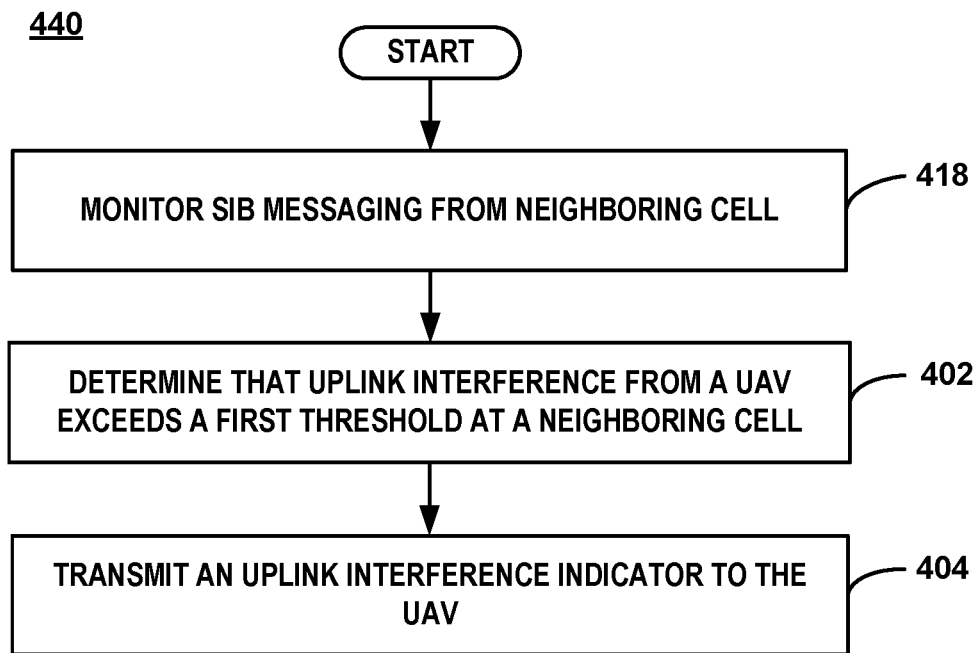 440
START
MONITOR SIB MESSAGING FROM NEIGHBORING CELL
418
DETERMINE THAT UPLINK INTERFERENCE FROM A UAV
EXCEEDS A FIRST THRESHOLD AT A NEIGHBORING CELL
402
TRANSMIT AN UPLINK INTERFERENCE INDICATOR TO THE
UAV
404